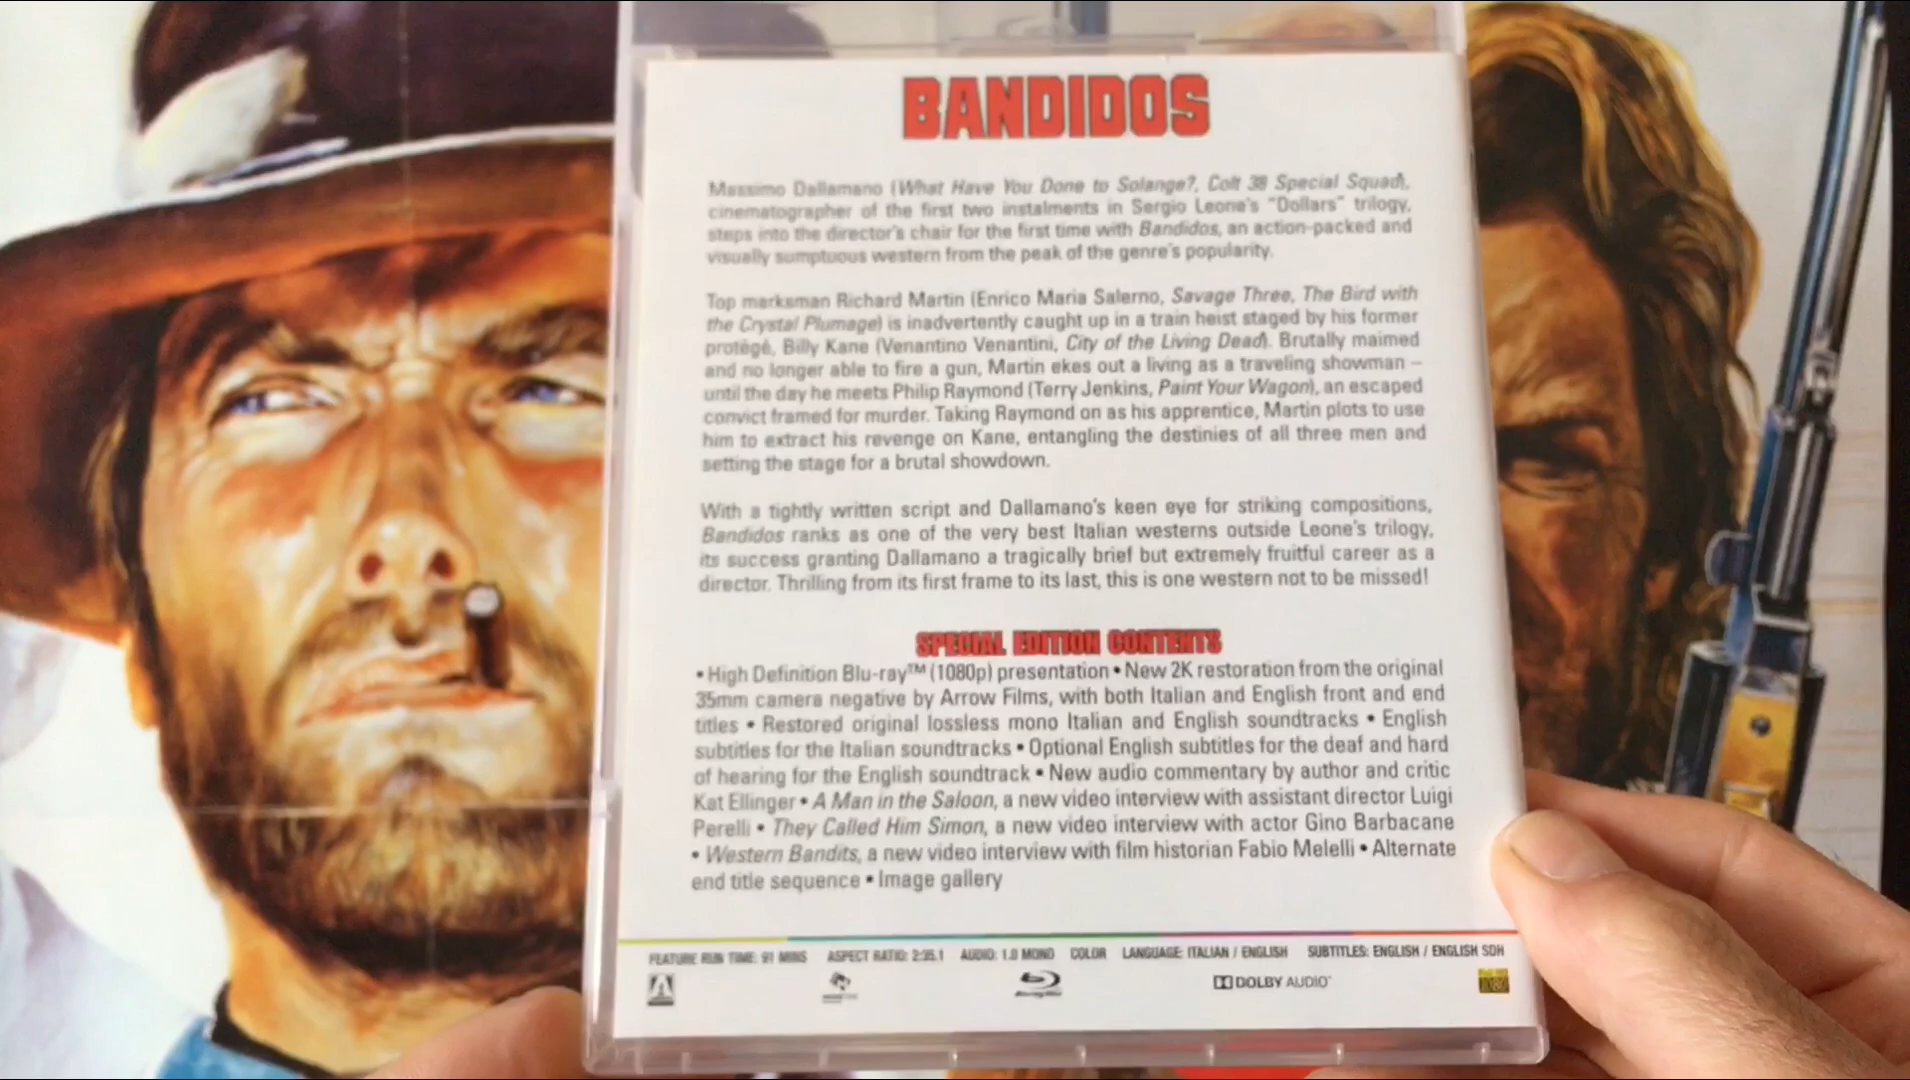 BANDIDOS
Massimo Dallamano (What Have You Done to Solange?, Colt 38 Special Squad),
cinematographer of the first two instalments in Sergio Leone's "Dollars" trilogy,
steps into the director's chair for the first time with Bandidos, an action-packed and
visually sumptuous western from the peak of the genre's popularity.
Top marksman Richard Martin (Enrico Maria Salerno, Savage Three, The Bird with
the Crystal Plumage) is inadvertently caught up in a train heist staged by his former
protégé, Billy Kane (Venantino Venantini, City of the Living Dead). Brutally maimed
and no longer able to fire a gun, Martin ekes out a living as a traveling showman –
until the day he meets Philip Raymond (Terry Jenkins, Paint Your Wagon), an escaped
convict framed for murder. Taking Raymond on as his apprentice, Martin plots to use
him to extract his revenge on Kane, entangling the destinies of all three men and
setting the stage for a brutal showdown.
With a tightly written script and Dallamano's keen eye for striking compositions,
Bandidos ranks as one of the very best Italian westerns outside Leone's trilogy,
its success granting Dallamano a tragically brief but extremely fruitful career as a
director. Thrilling from its first frame to its last, this is one western not to be missed!
SPECIAL EDITION CONTENTS
• High Definition Blu-ray™ (1080p) presentation • New 2K restoration from the original
35mm camera negative by Arrow Films, with both Italian and English front and end
titles • Restored original lossless mono Italian and English soundtracks • English
subtitles for the Italian soundtracks • Optional English subtitles for the deaf and hard
of hearing for the English soundtrack • New audio commentary by author and critic
Kat Ellinger • A Man in the Saloon, a new video interview with assistant director Luigi
Perelli • They Called Him Simon, a new video interview with actor Gino Barbacane
• Western Bandits, a new video interview with film historian Fabio Melelli • Alternate
end title sequence • Image gallery
FEATURE RUN TIME: 91 MINS ASPECT RATIO: 2:35.1 AUDIO: 1.0 MONO COLOR LANGUAGE: ITALIAN / ENGLISH SUBTITLES: ENGLISH / ENGLISH SDH
DOLBY AUDIO™